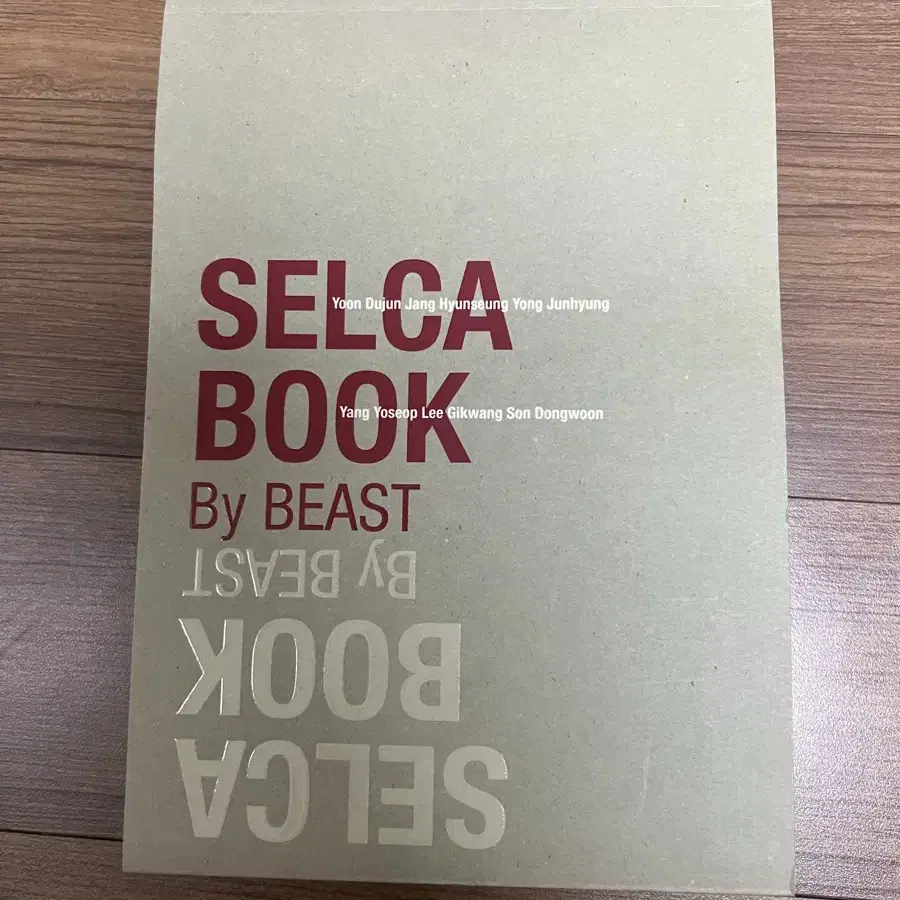 SELCA
Yoon Dujun Jang Hyunseung Yong Junhyung
BOOK
Yang Yoseop Lee Gikwang Son Dongwoon
By BEAST
By BEAST
BOOK
SELCA